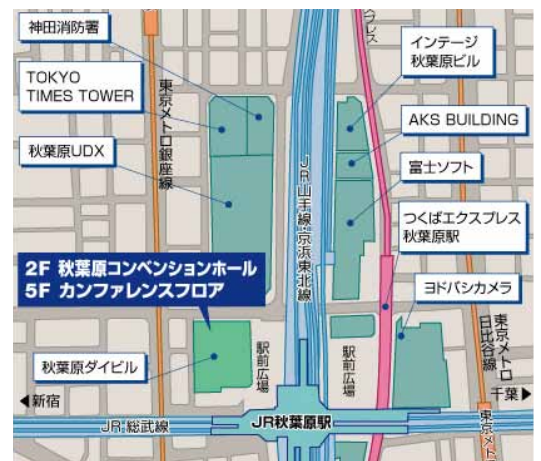 神田消防署
TOKYO
TIMES TOWER
秋葉原UDX
東京メトロ銀座線
JR山手線・京浜東北線
インテージ
秋葉原ビル
AKS BUILDING
富士ソフト
つくばエクスプレス
秋葉原駅
ヨドバシカメラ
2F 秋葉原コンベンションホール
5F カンファレンスフロア
秋葉原ダイビル
駅前広場
駅前広場
東京メトロ
日比谷線
◀新宿
千葉▶
JR 総武線
JR秋葉原駅
東京メト